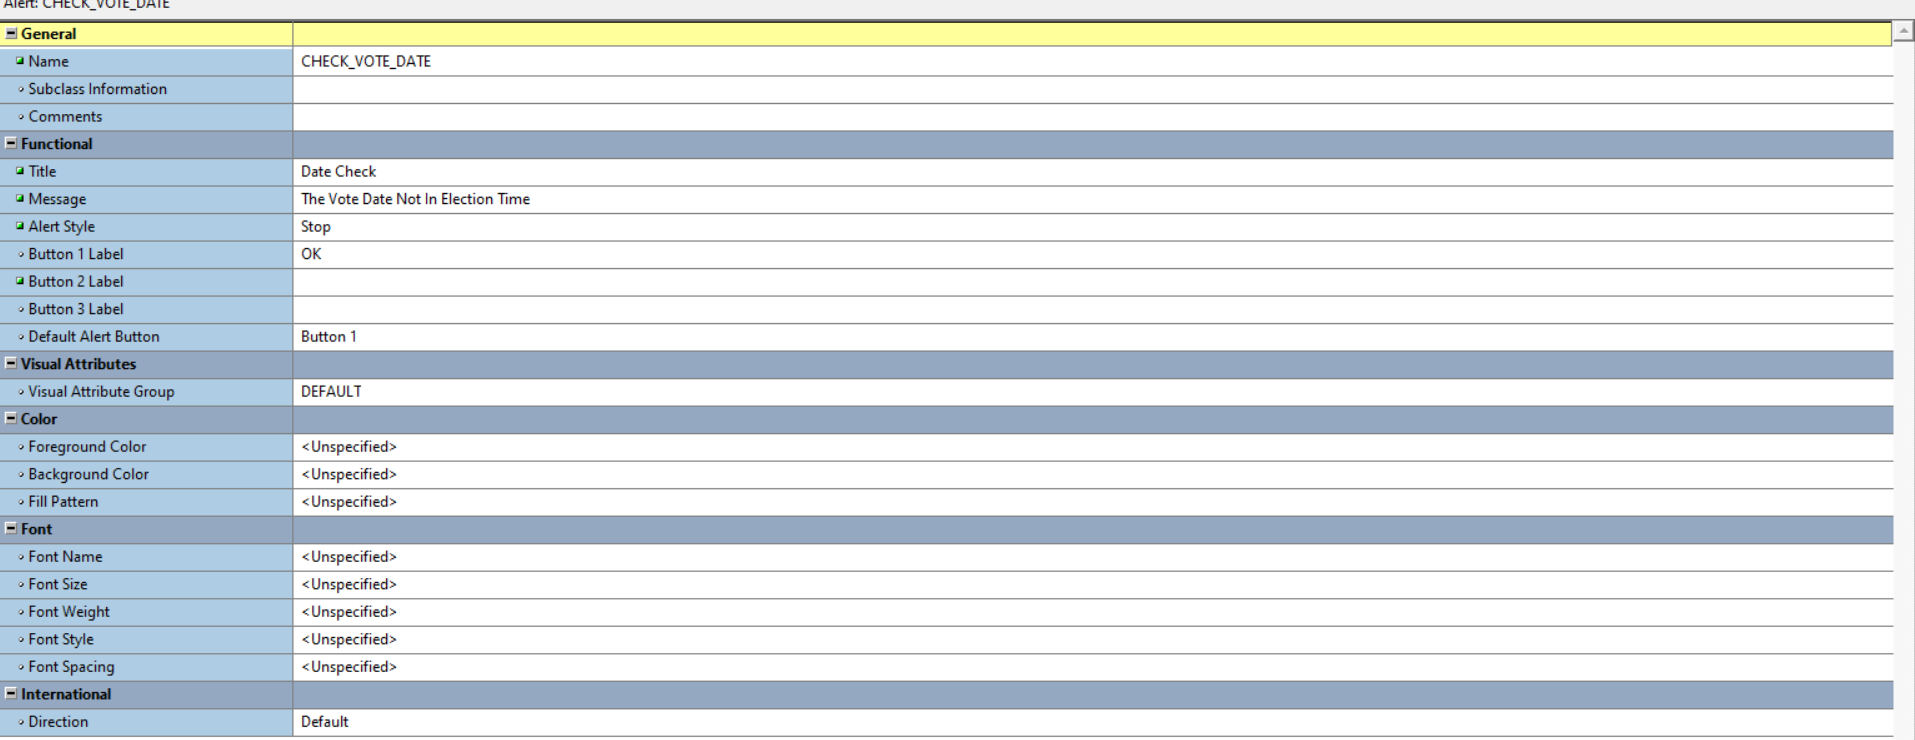 Alert: CHECK_VOTE_DATE
General
Name CHECK_VOTE_DATE
Subclass Information
Comments
Functional
Title Date Check
Message The Vote Date Not In Election Time
Alert Style Stop
Button 1 Label OK
Button 2 Label
Button 3 Label
Default Alert Button Button 1
Visual Attributes
Visual Attribute Group DEFAULT
Color
Foreground Color <Unspecified>
Background Color <Unspecified>
Fill Pattern <Unspecified>
Font
Font Name <Unspecified>
Font Size <Unspecified>
Font Weight <Unspecified>
Font Style <Unspecified>
Font Spacing <Unspecified>
International
Direction Default